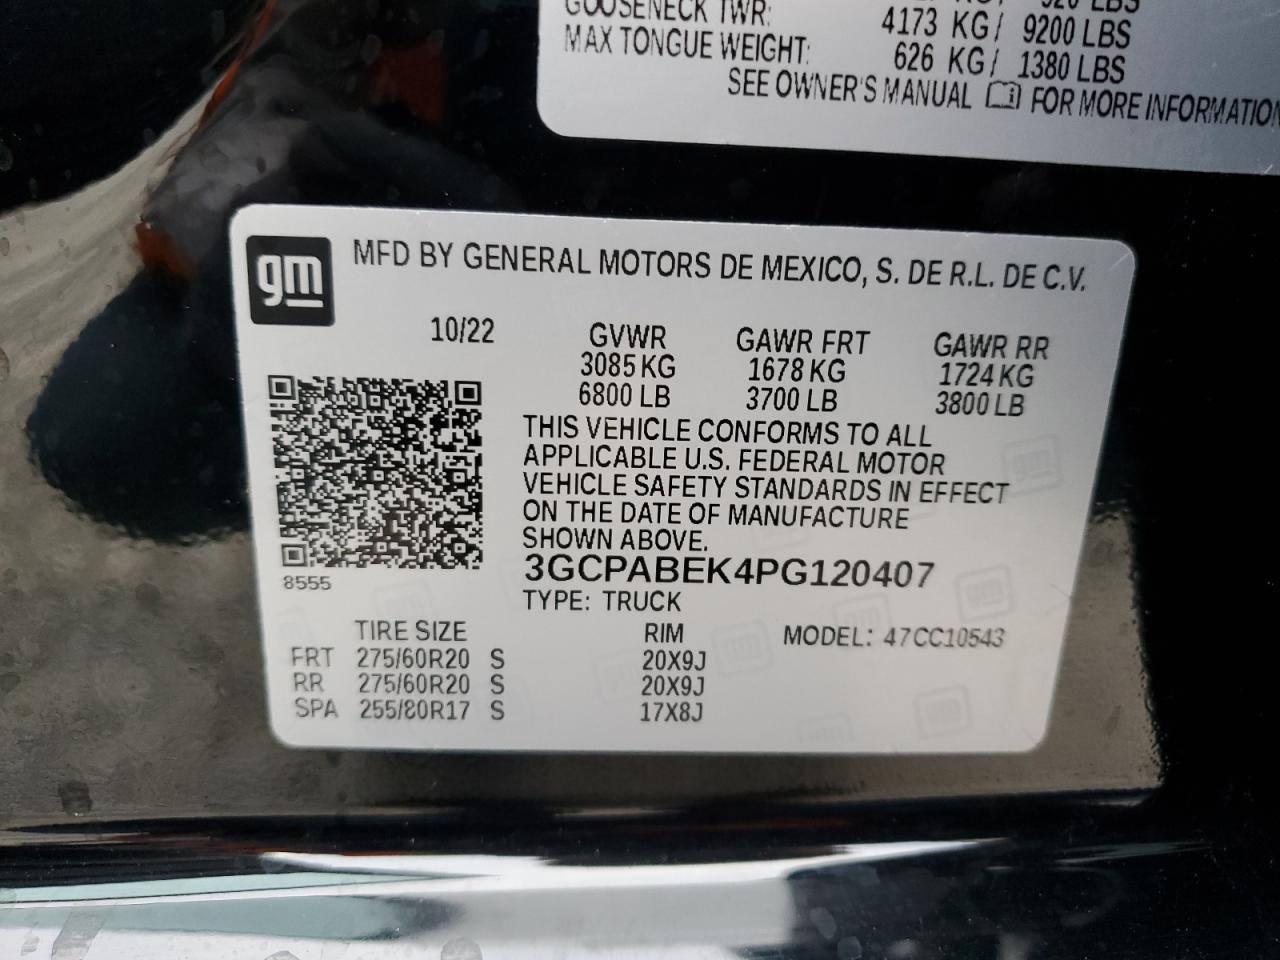 520 LBS
GOOSENECK TWR: 4173 KG/ 9200 LBS
MAX TONGUE WEIGHT: 626 KG/ 1380 LBS
SEE OWNER'S MANUAL FOR MORE INFORMATION
gm
MFD BY GENERAL MOTORS DE MEXICO, S. DE R.L. DE C.V.
10/22 GVWR GAWR FRT GAWR RR
3085 KG 1678 KG 1724 KG
6800 LB 3700 LB 3800 LB
THIS VEHICLE CONFORMS TO ALL
APPLICABLE U.S. FEDERAL MOTOR
VEHICLE SAFETY STANDARDS IN EFFECT
ON THE DATE OF MANUFACTURE
SHOWN ABOVE.
3GCPABEK4PG120407
8555
TYPE: TRUCK
TIRE SIZE RIM MODEL: 47CC10543
FRT 275/60R20 S 20X9J
RR 275/60R20 S 20X9J
SPA 255/80R17 S 17X8J